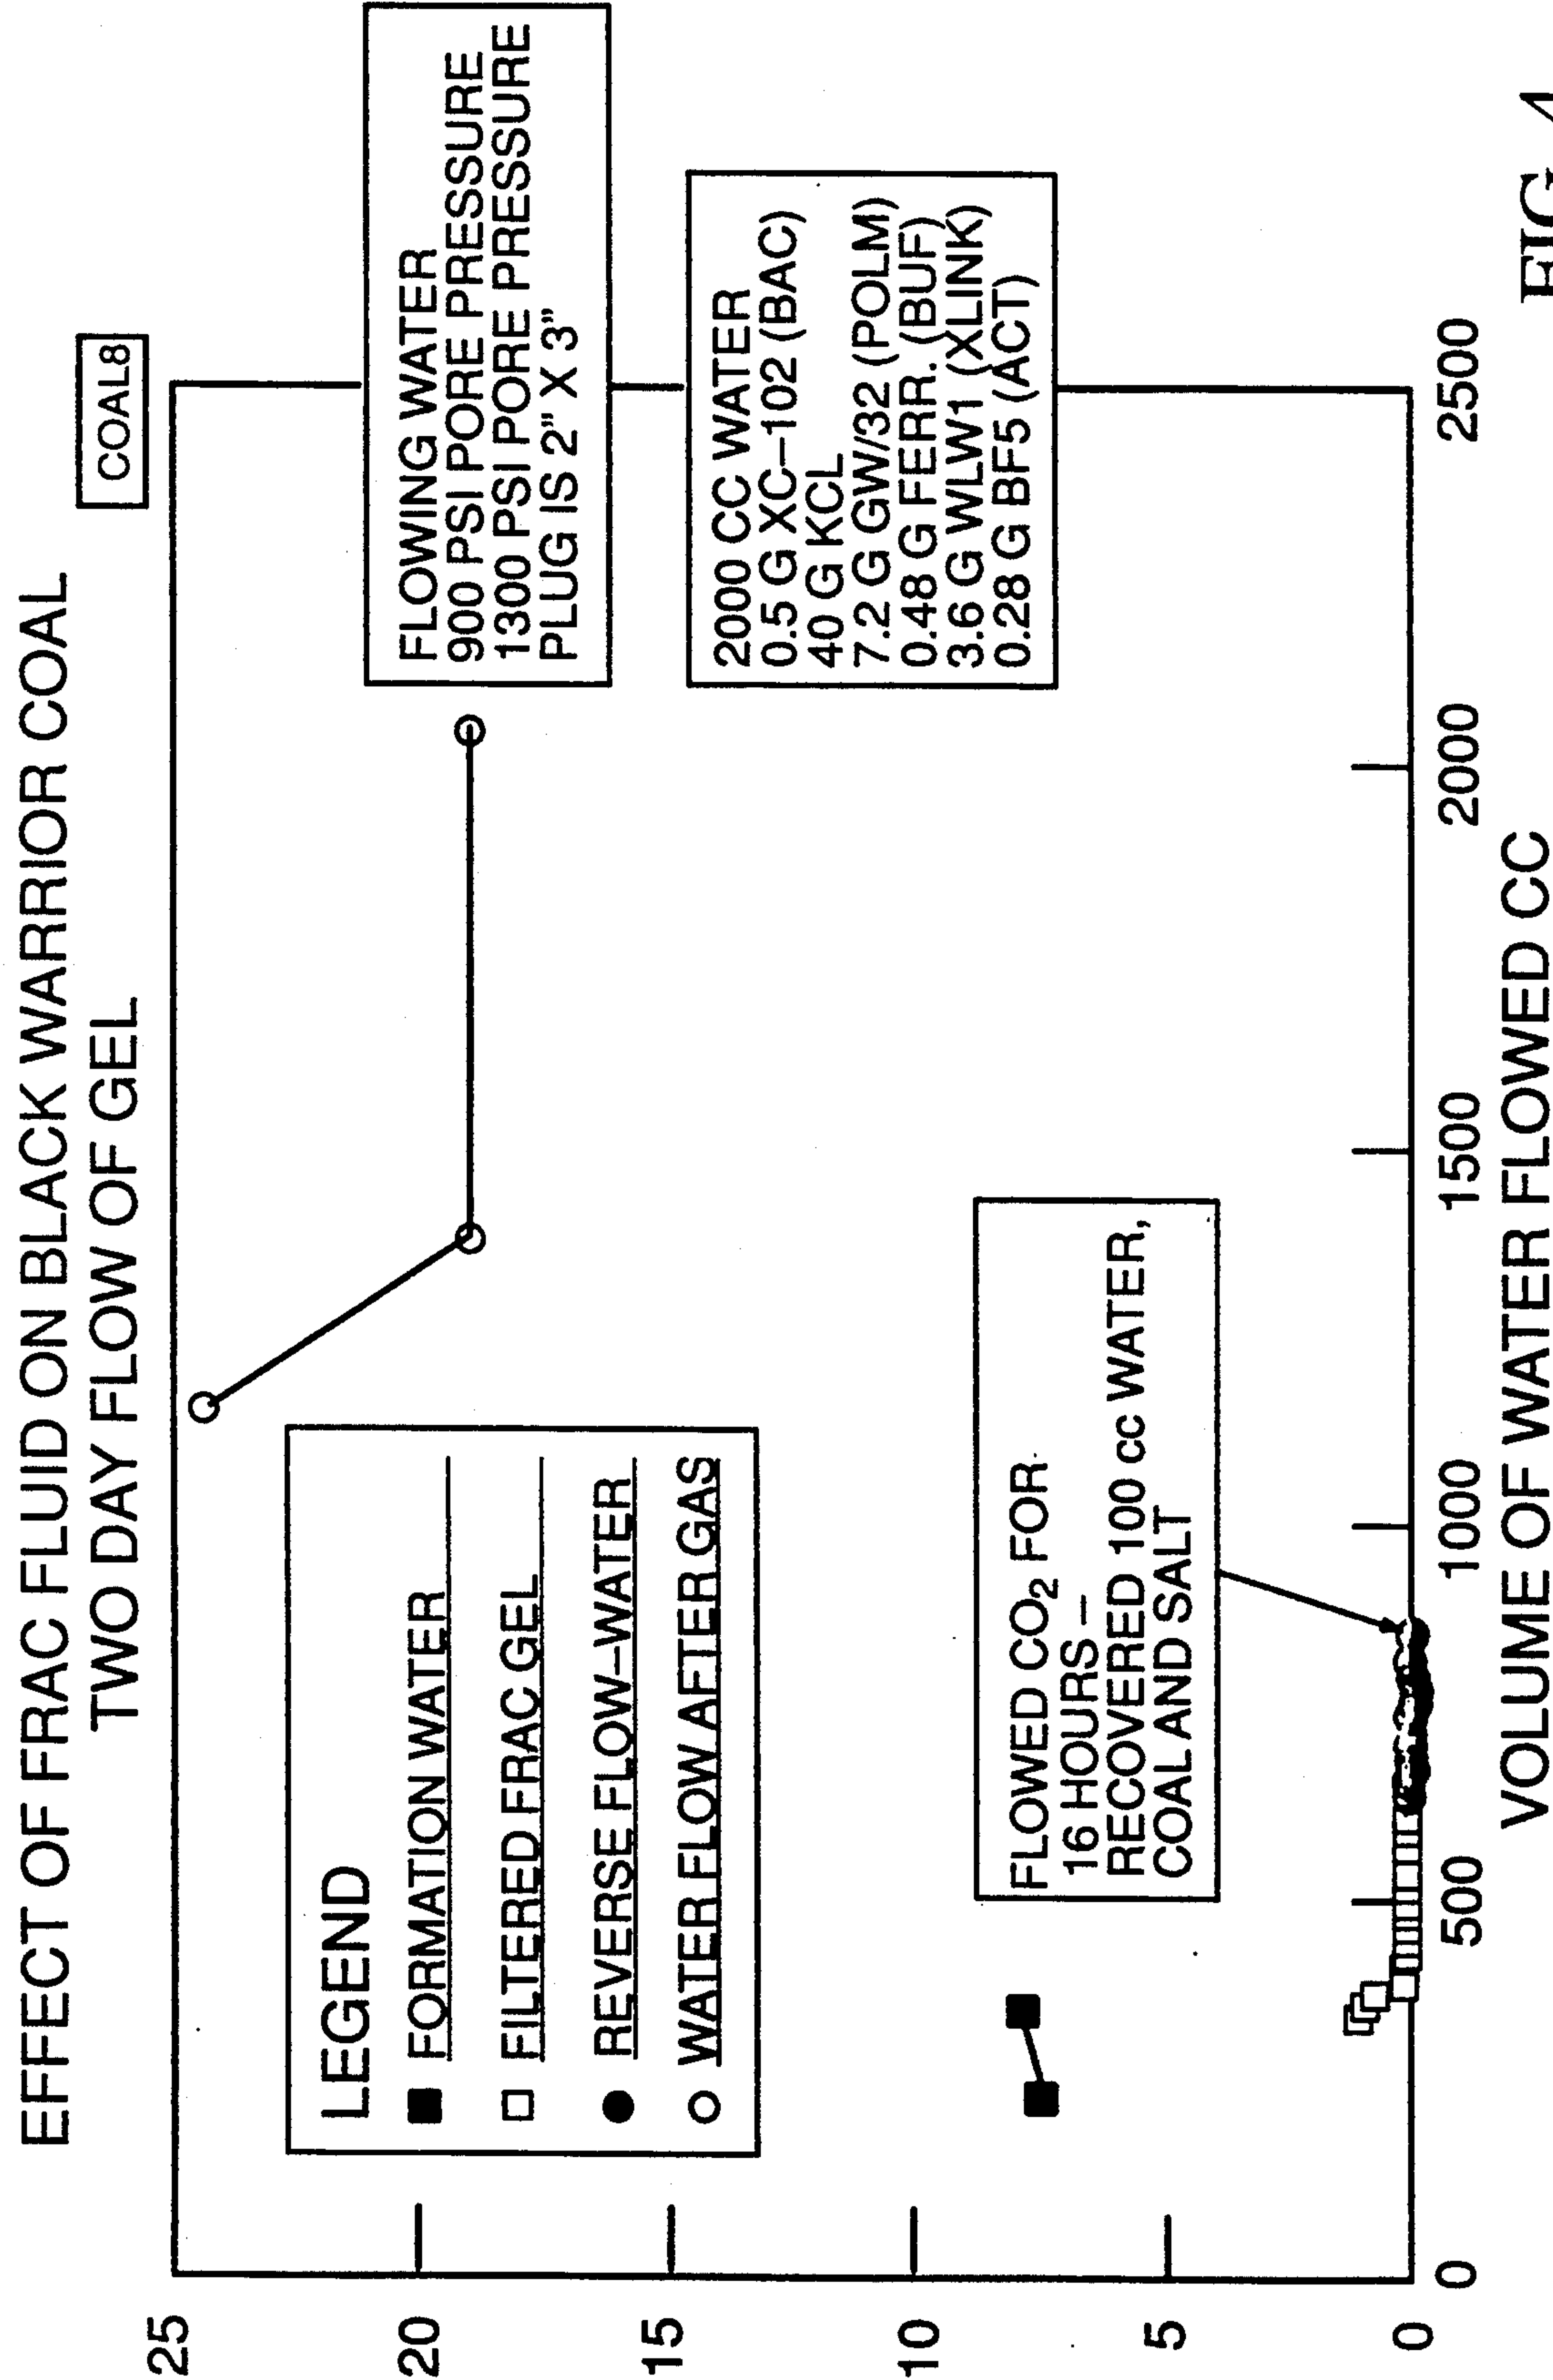 EFFECT OF FRAC FLUID ON BLACK WARRIOR COAL
TWO DAY FLOW OF GEL
COAL8
25
20
15
10
5
0
LEGEND
FORMATION WATER
FILTERED FRAC GEL
REVERSE FLOW–WATER
WATER FLOW AFTER GAS
FLOWING WATER
900 PSI PORE PRESSURE
1300 PSI PORE PRESSURE
PLUG IS 2" X 3"
2000 CC WATER
0.5 G XC–102 (BAC)
40 G KCL
7.2 G GW/32 (POLM)
0.48 G FERR. (BUF)
3.6 G WLW1 (XLINK)
0.28 G BF5 (ACT)
FLOWED CO₂ FOR
16 HOURS –
RECOVERED 100 cc WATER,
COAL AND SALT
0 500 1000 1500 2000 2500
VOLUME OF WATER FLOWED CC
FIG. 4